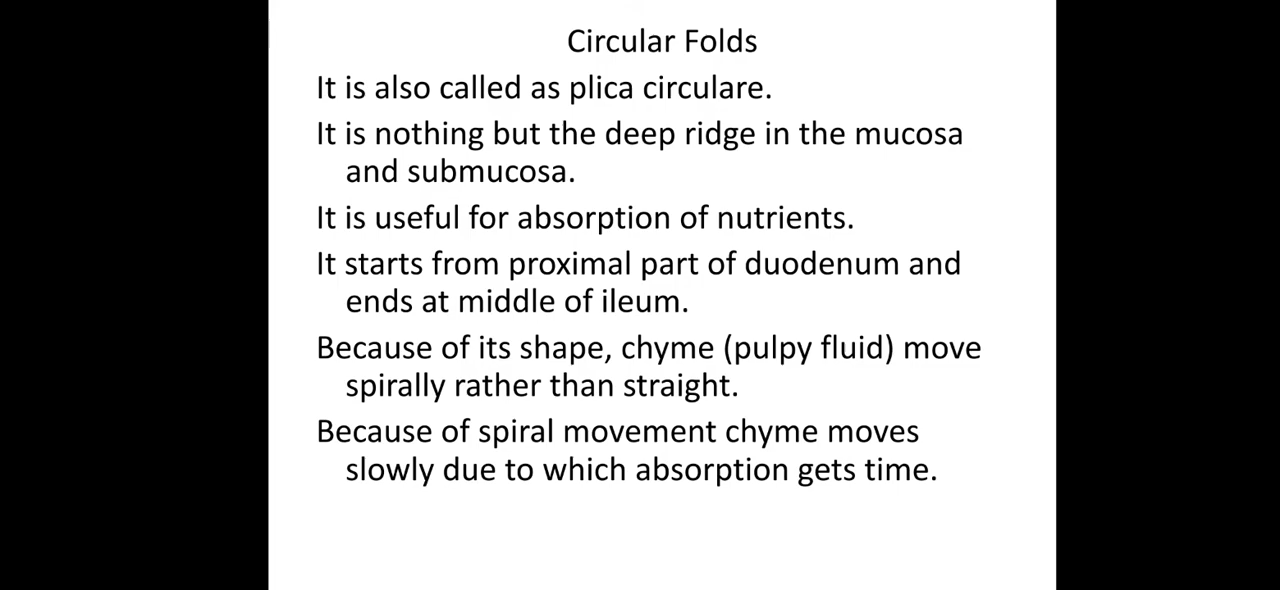 Circular Folds
It is also called as plica circulare.
It is nothing but the deep ridge in the mucosa
and submucosa.
It is useful for absorption of nutrients.
It starts from proximal part of duodenum and
ends at middle of ileum.
Because of its shape, chyme (pulpy fluid) move
spirally rather than straight.
Because of spiral movement chyme moves
slowly due to which absorption gets time.